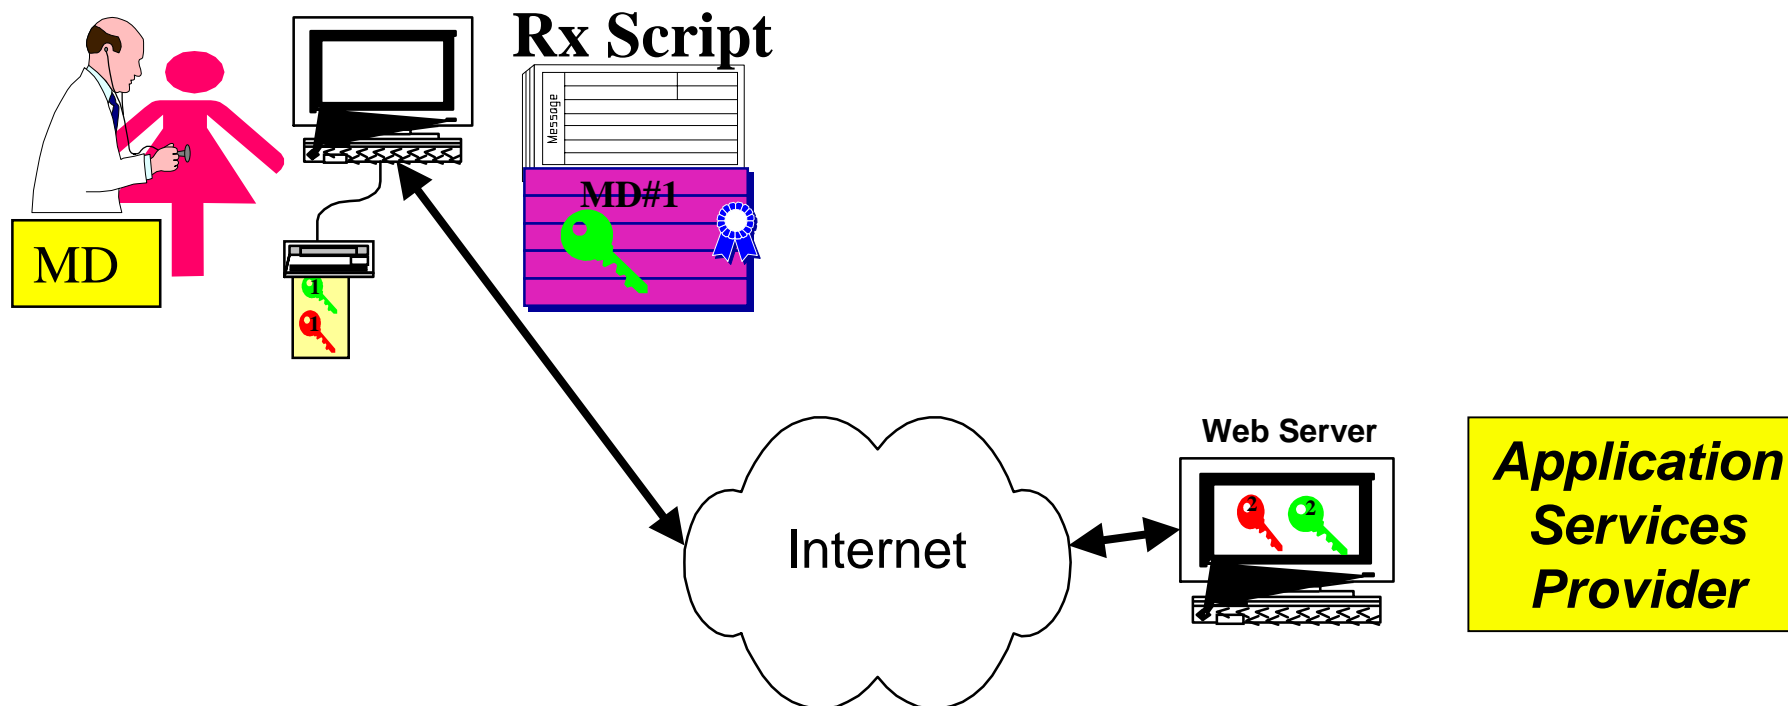 Rx Script
Message
MD#1
MD
1
1
Web Server
2 2
Internet
Application
Services
Provider